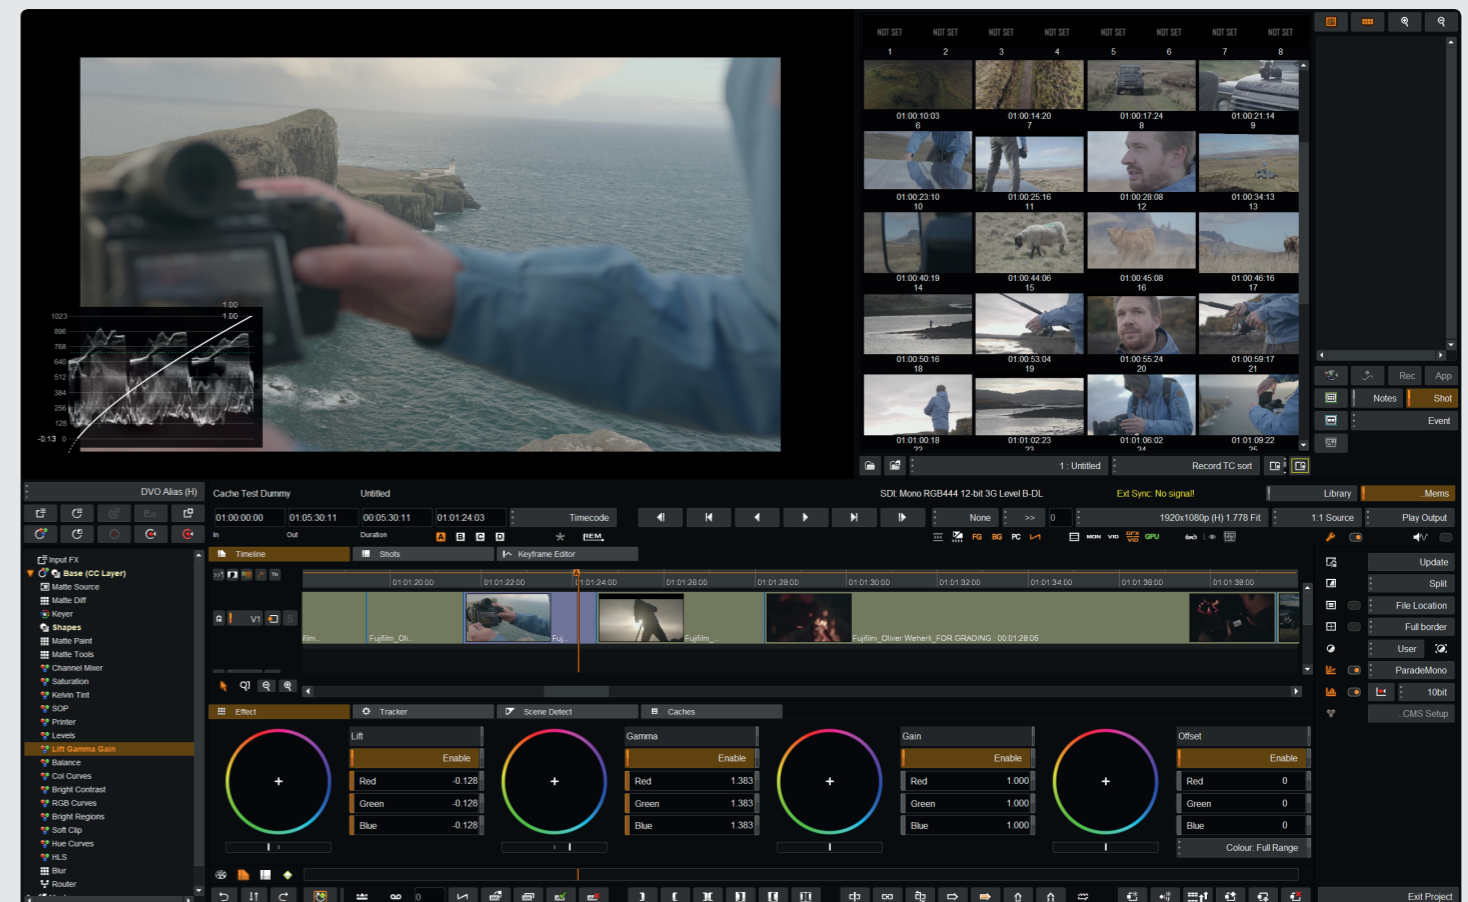 NOT SET NOT SET NOT SET NOT SET NOT SET NOT SET NOT SET NOT SET
1 2 3 4 5 6 7 8
01:00:10:03 01:00:14:20 01:00:17:24 01:00:21:14
6 7 8 9
01:00:23:10 01:00:25:16 01:00:28:08 01:00:34:13
10 11 12 13
01:00:40:19 01:00:44:06 01:00:45:08 01:00:46:16
14 15 16 17
01:00:50:16 01:00:53:04 01:00:55:24 01:00:59:17
18 19 20 21
01:01:00:18 01:01:02:23 01:01:06:02 01:01:09:22
22 23 24 25
1.00
1.00
1023
896
768
640
512
384
256
128
-0.13 0
Rec App
Notes Shot
Event
1 : Untitled Record TC sort
DVO Alias (H) Cache Test Dummy Untitled SDI: Mono RGB444 12-bit 3G Level B-DL Ext Sync: No signal! Library ..Mems
01:00:00:00 01:05:30:11 00:05:30:11 01:01:24:03 Timecode None >> 0 1920x1080p (H) 1.778 Fit 1:1 Source Play Output
In Out Duration A B C D REM FG BG PC MON VID GFX VID GPU
Timeline Shots Keyframe Editor
01:01:20:00 01:01:22:00 01:01:24:00 01:01:26:00 01:01:28:00 01:01:30:00 01:01:32:00 01:01:34:00 01:01:36:00 01:01:38:00
V1 S
film... Fujifilm_Oli... Fuj... Fujifilm_... Fujifilm_Oliver Weherli_FOR GRADING : 00:01:28:05
Input FX
Base (CC Layer)
Matte Source
Matte Diff
Keyer
Shapes
Matte Paint
Matte Tools
Channel Mixer
Saturation
Kelvin Tint
SOP
Printer
Levels
Lift Gamma Gain
Balance
Col Curves
Bright Contrast
RGB Curves
Bright Regions
Soft Clip
Hue Curves
HLS
Blur
Router
Update
Split
File Location
Full border
User
ParadeMono
10bit
..CMS Setup
Effect Tracker Scene Detect Caches
Lift Gamma Gain Offset
Enable Enable Enable Enable
Red -0.128 Red 1.383 Red 1.000 Red 0
Green -0.128 Green 1.383 Green 1.000 Green 0
Blue -0.128 Blue 1.383 Blue 1.000 Blue 0
Colour: Full Range
0
Exit Project